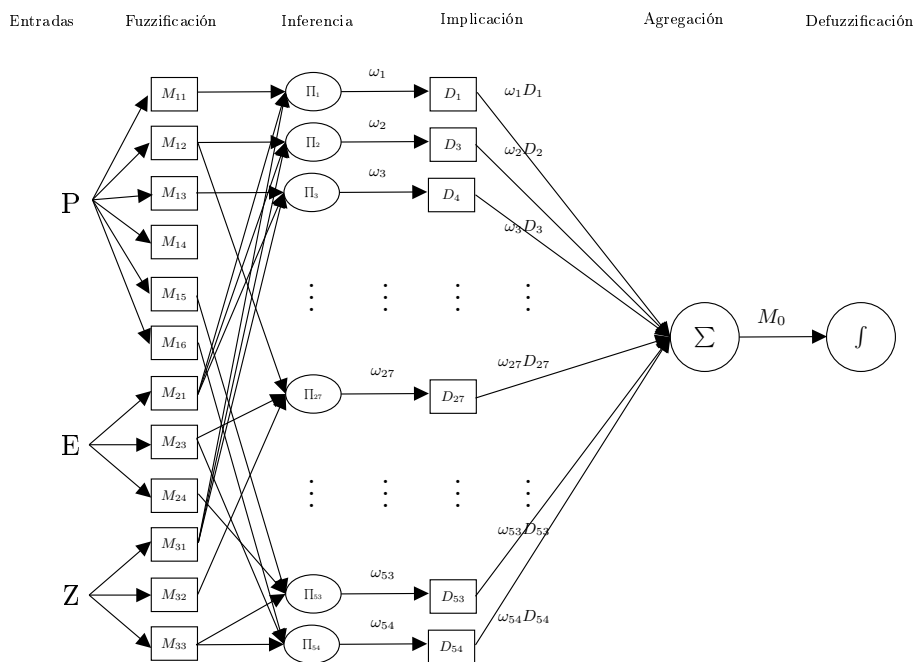 Entradas Fuzzificación Inferencia Implicación Agregación Defuzzificación
M11 Π1 ω1 D1 ω1D1
M12 Π2 ω2 D3 ω2D2
P M13 Π3 ω3 D4 ω3D3
M14
M15
M16 Σ M0 ∫
M21 Π27 ω27 D27 ω27D27
E M23
M24
M31 ω53D53
Z M32 Π53 ω53 D53
M33 Π54 ω54 D54 ω54D54